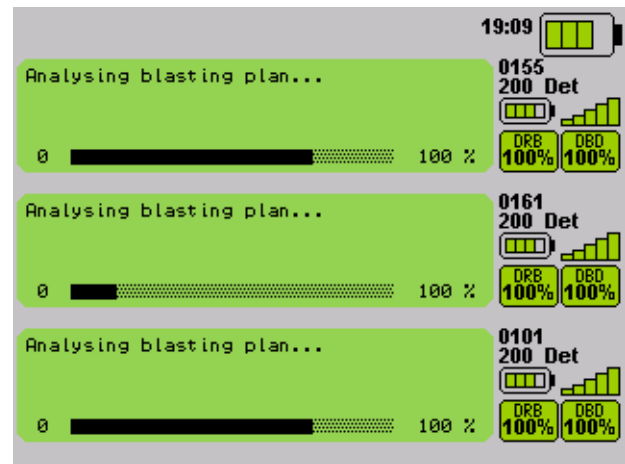 19:09
Analysing blasting plan...
0 100 %
0155
200 Det
DRB DBD
100% 100%
Analysing blasting plan...
0 100 %
0161
200 Det
DRB DBD
100% 100%
Analysing blasting plan...
0 100 %
0101
200 Det
DRB DBD
100% 100%